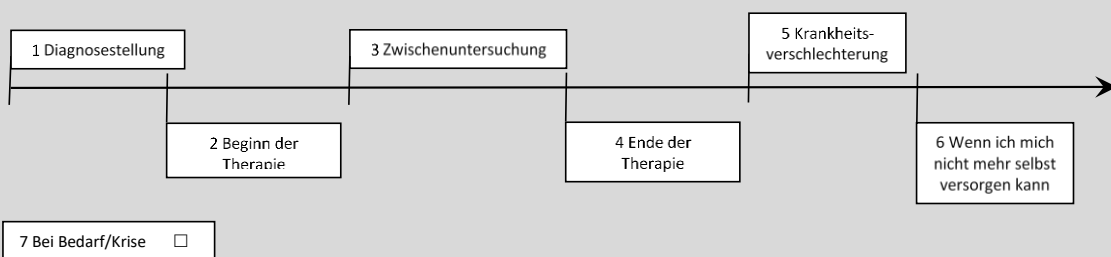 1 Diagnosestellung
2 Beginn der
Therapie
3 Zwischenuntersuchung
4 Ende der
Therapie
5 Krankheits-
verschlechterung
6 Wenn ich mich
nicht mehr selbst
versorgen kann
7 Bei Bedarf/Krise ☐